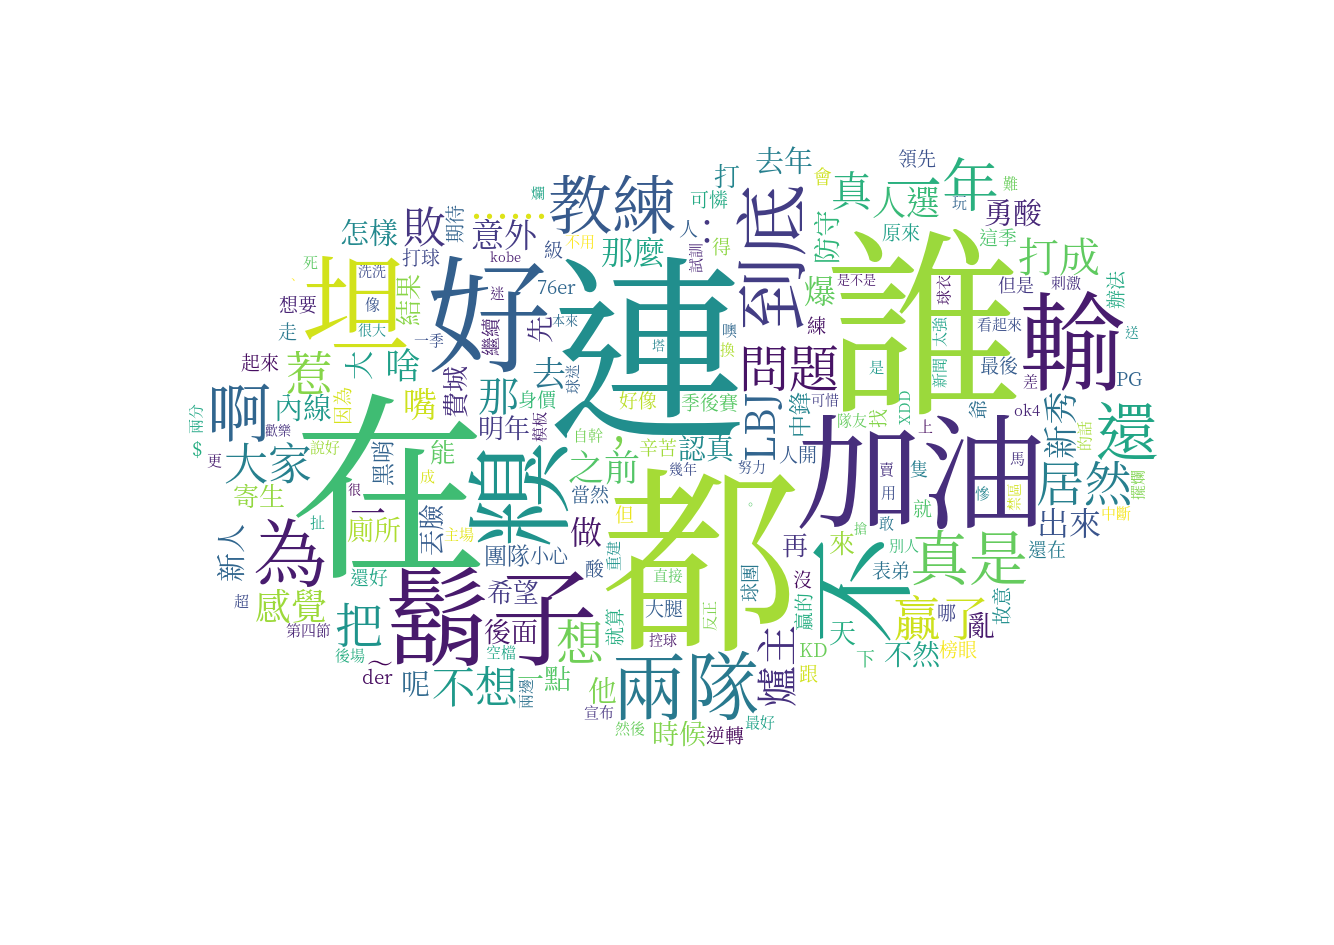 領先
去年
會
一年
難
打
真
爛
教練
可憐
人選
玩
勇酸
到底
敗
期待
……
意外
怎樣
防守
人
：
原來
這季
誰
那麼
級
不用
得
打成
打球
kobe
試訓
死
坦
洗洗
好
連
是不是
球衣
但是
刺激
辦法
結果
76er
爆
輸
想要
像
迷
走
很大
繼續
先
本來
噢
練
太強
看起來
送
一季
塔
換
起來
惹
大
啥
去
球迷
問題
是
新聞
最後
差
PG
費城
那
身價
好像
季後賽
LBJ
中鋒
可惜
爺
ok4
新秀
還
兩分
啊
內線
因為
嘴
模板
隊友
找
XDD
歡樂
在
明年
自幹
，
辛苦
認真
人開
上
加油
的話
$
更
大家
說好
黑哨
能
糗
之前
幾年
努力
賣
馬
居然
擺爛
成
寄生
很
一
當然
都
隻
用
慘
禁區
扯
廁所
丟臉
主場
做
但
。
就
敢
搶
出來
中斷
新人
為
團隊
小心
重建
再
不
來
別人
還在
真是
還好
酸
直接
球團
沒
表弟
超
感覺
鬍子
希望
大腿
贏的
贏了
哪
故意
第四節
把
後面
想
就算
控球
反正
天
亂
後場
～
空檔
爐主
KD
下
不然
榜眼
der
呢
不想
兩邊
一點
他
兩隊
跟
宣布
然後
時候
逆轉
最好